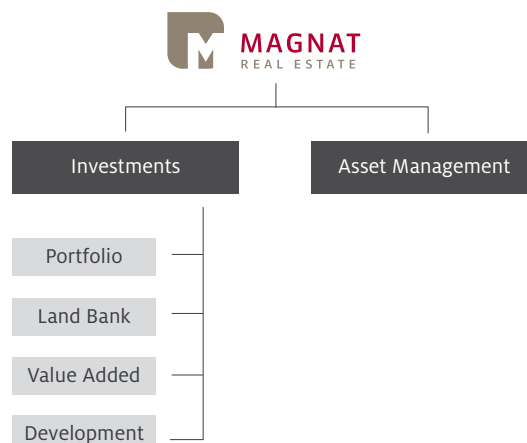 M MAGNAT
REAL ESTATE
Investments
Asset Management
Portfolio
Land Bank
Value Added
Development